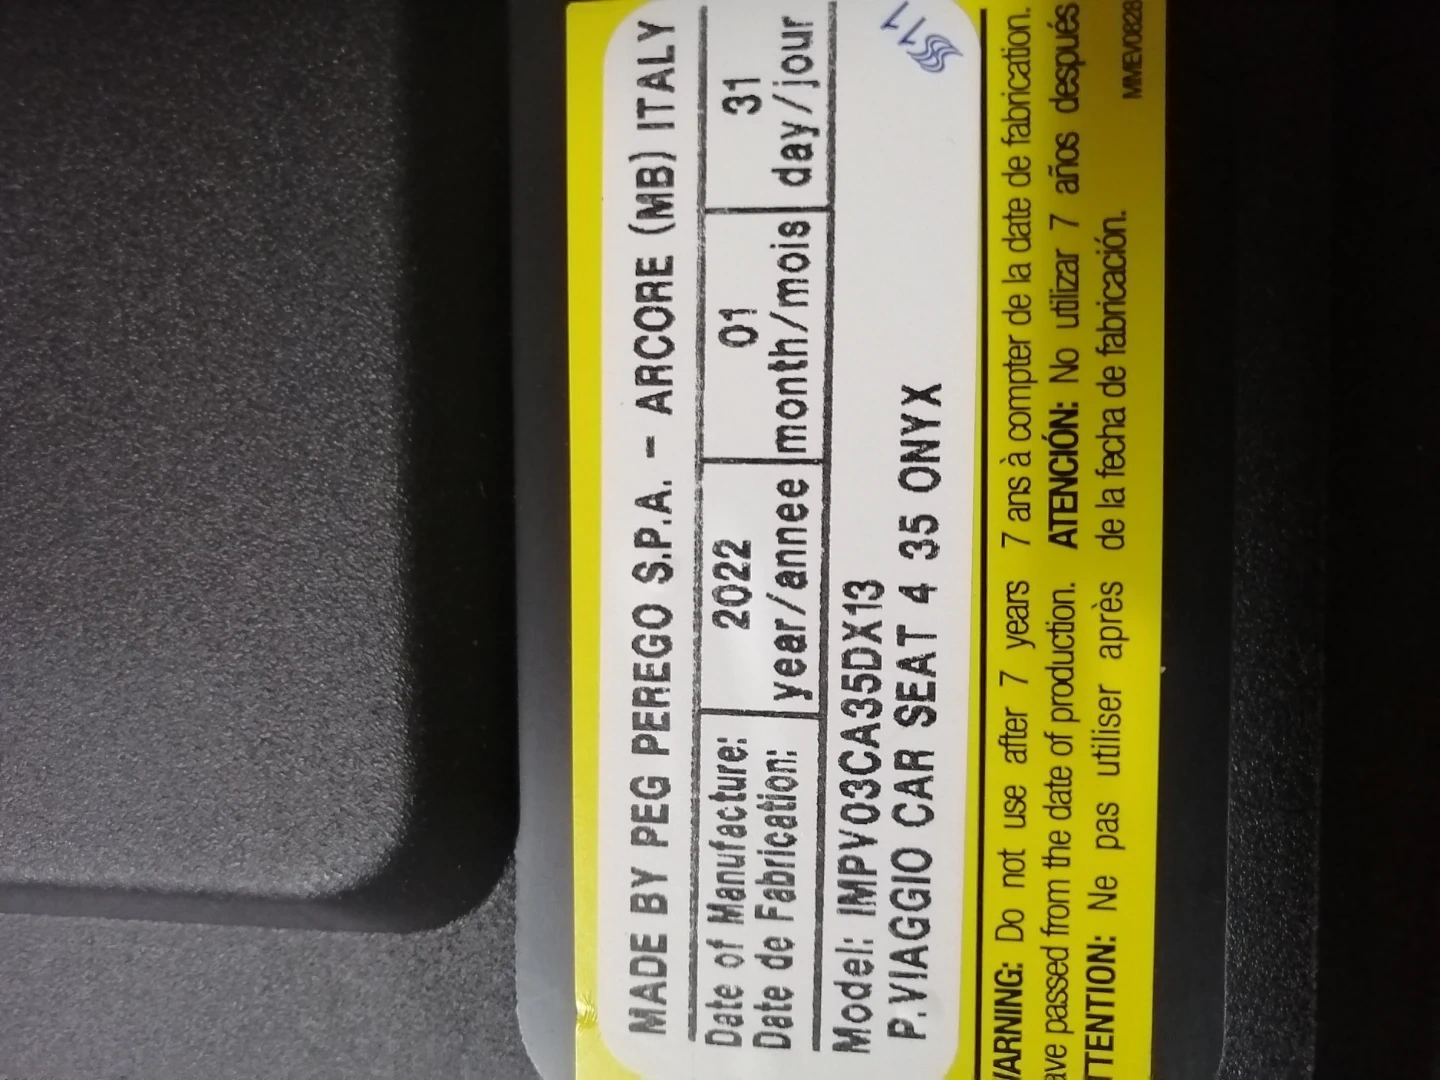 MADE BY PEG PEREGO S.P.A. - ARCORE (MB) ITALY
Date of Manufacture: 2022 01 31
Date de Fabrication: year/annee month/mois day/jour
Model: IMPV03CA35DX13
P.VIAGGIO CAR SEAT 4 35 ONYX
511
WARNING: Do not use after 7 years
ave passed from the date of production.
TTENTION: Ne pas utiliser après
7 ans à compter de la date de fabrication.
ATENCIÓN: No utilizar 7 años después
de la fecha de fabricación.
MMEV0828